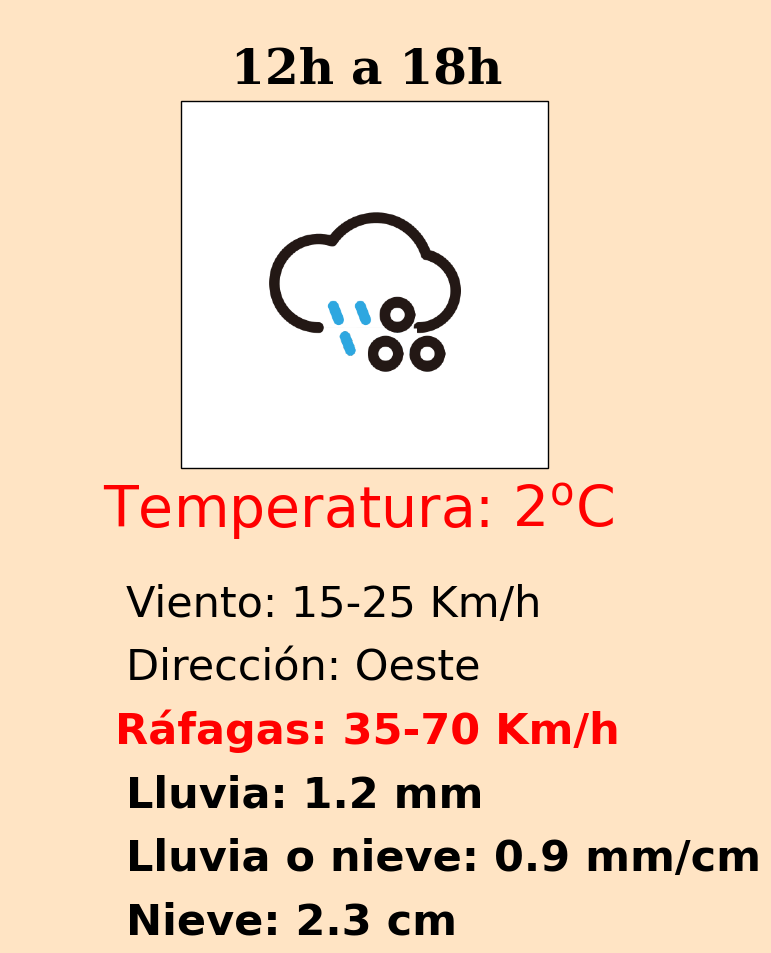 12h a 18h
Temperatura: 2ºC
Viento: 15-25 Km/h
Dirección: Oeste
Ráfagas: 35-70 Km/h
Lluvia: 1.2 mm
Lluvia o nieve: 0.9 mm/cm
Nieve: 2.3 cm